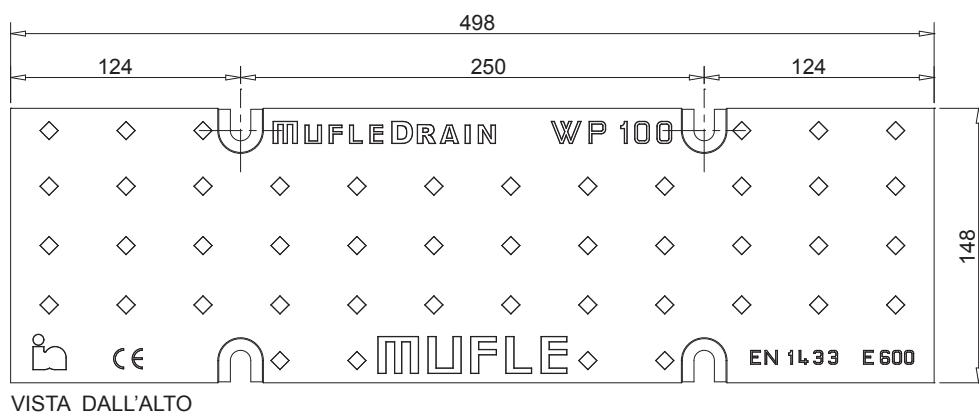 498
124 250 124
MUFLEDRAIN WP 100
148
MUFLE
CE EN 1433 E 600
VISTA DALL'ALTO